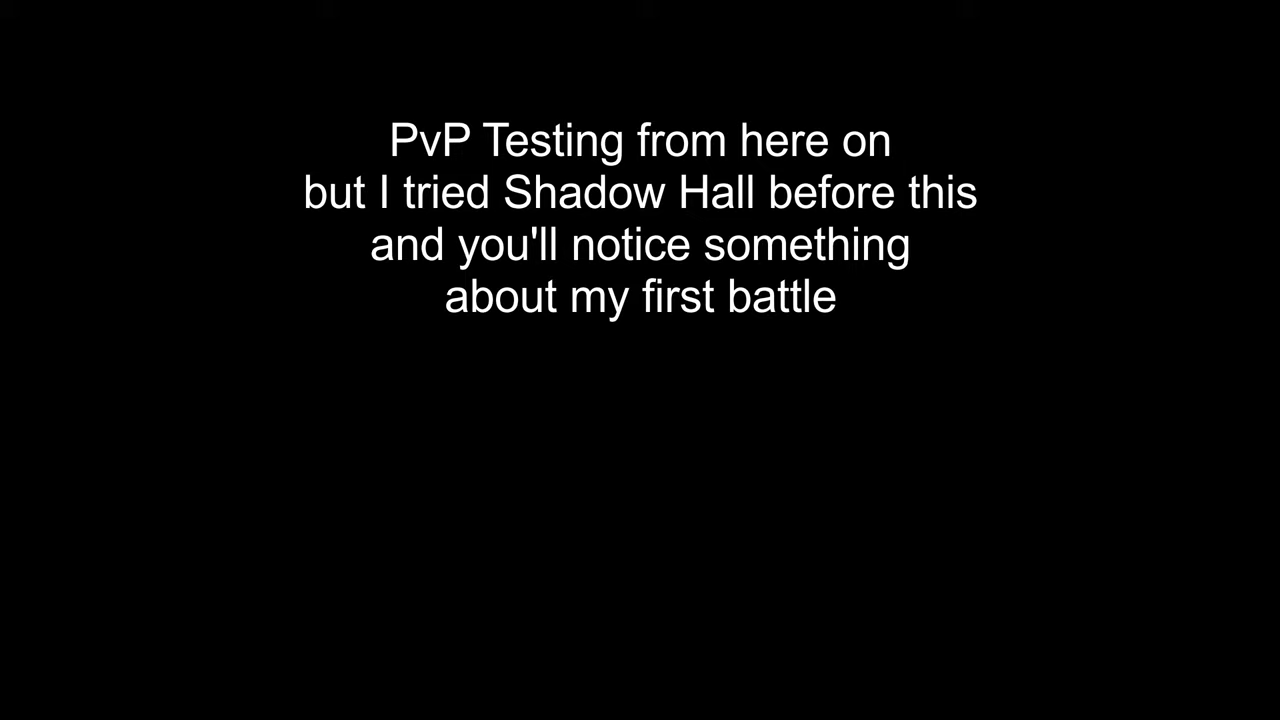 PvP Testing from here on
but I tried Shadow Hall before this
and you'll notice something
about my first battle